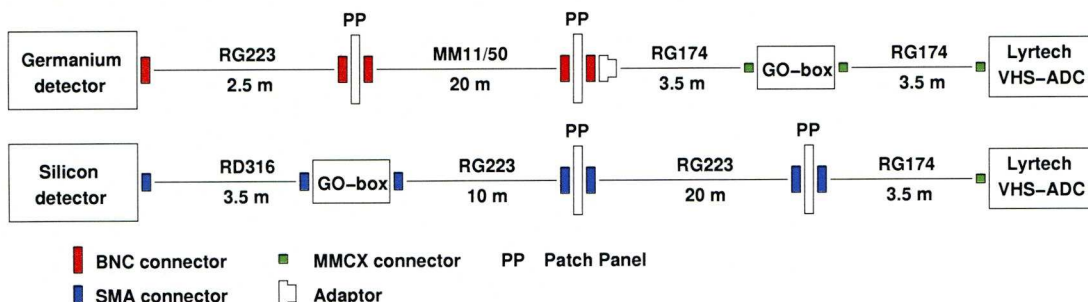 PP PP
Germanium detector RG223 2.5 m MM11/50 20 m RG174 3.5 m GO-box RG174 3.5 m Lyrtech VHS-ADC
PP PP
Silicon detector RD316 3.5 m GO-box RG223 10 m RG223 20 m RG174 3.5 m Lyrtech VHS-ADC
BNC connector MMCX connector PP Patch Panel
SMA connector Adaptor